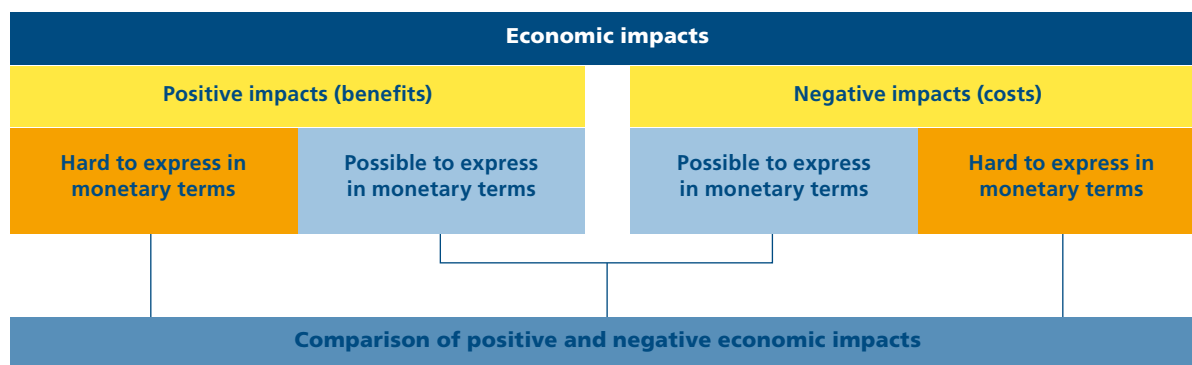 Economic impacts
Positive impacts (benefits)
Negative impacts (costs)
Hard to express in
monetary terms
Possible to express
in monetary terms
Possible to express
in monetary terms
Hard to express in
monetary terms
Comparison of positive and negative economic impacts